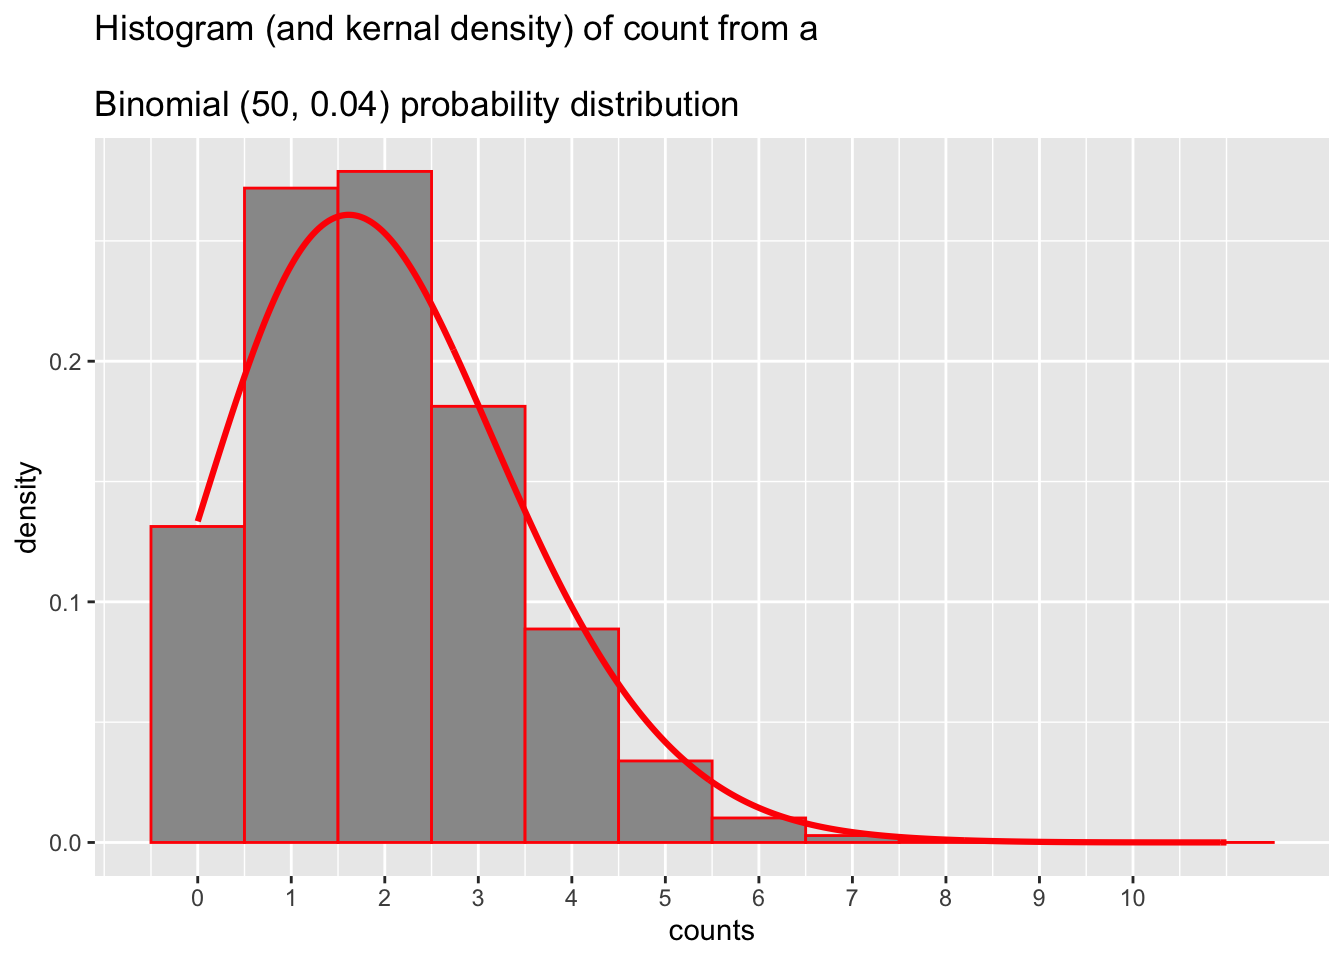 Histogram (and kernal density) of count from a
Binomial (50, 0.04) probability distribution
density
0.2
0.1
0.0
0 1 2 3 4 5 6 7 8 9 10
counts